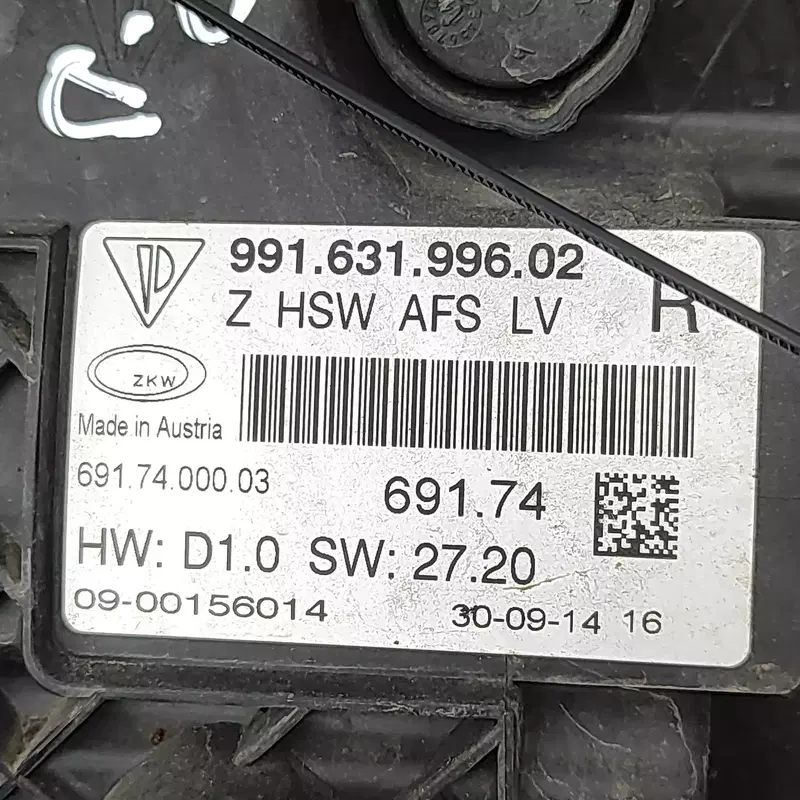 991.631.996.02
Z HSW AFS LV R
ZKW
Made in Austria
691.74.000.03
691.74
HW: D1.0 SW: 27.20
09-00156014
30-09-14 16